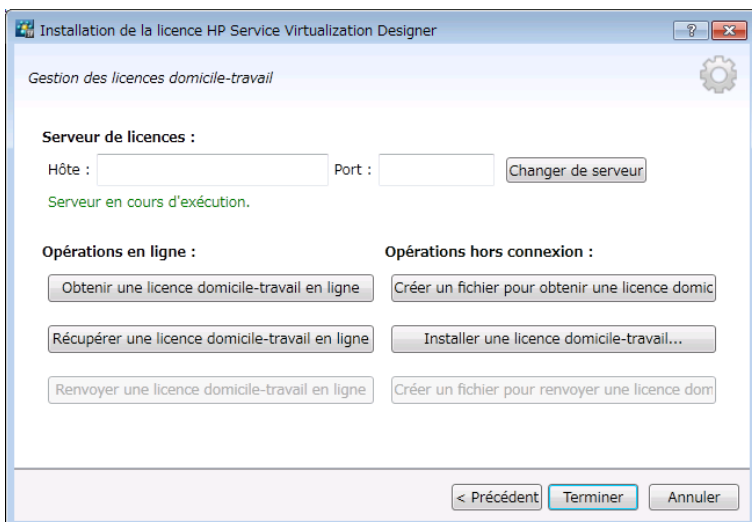 Installation de la licence HP Service Virtualization Designer
?
Gestion des licences domicile-travail
Serveur de licences :
Hôte :
Port :
Changer de serveur
Serveur en cours d'exécution.
Opérations en ligne :
Opérations hors connexion :
Obtenir une licence domicile-travail en ligne
Créer un fichier pour obtenir une licence domic
Récupérer une licence domicile-travail en ligne
Installer une licence domicile-travail...
Renvoyer une licence domicile-travail en ligne
Créer un fichier pour renvoyer une licence dom
< Précédent
Terminer
Annuler